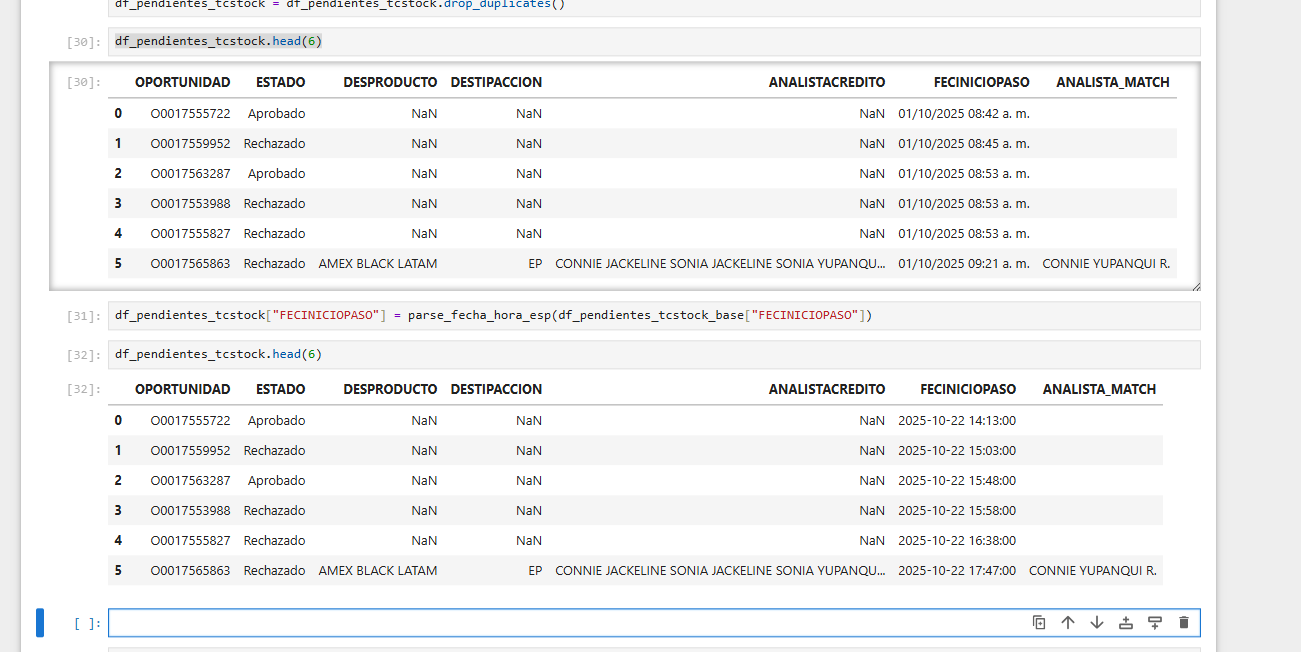 df_pendientes_tcstock = df_pendientes_tcstock.drop_duplicates()
[30]: df_pendientes_tcstock.head(6)
[30]: OPORTUNIDAD ESTADO DESPRODUCTO DESTIPACCION ANALISTACREDITO FECINICIOPASO ANALISTA_MATCH
0 O0017555722 Aprobado NaN NaN NaN 01/10/2025 08:42 a. m.
1 O0017559952 Rechazado NaN NaN NaN 01/10/2025 08:45 a. m.
2 O0017563287 Aprobado NaN NaN NaN 01/10/2025 08:53 a. m.
3 O0017553988 Rechazado NaN NaN NaN 01/10/2025 08:53 a. m.
4 O0017555827 Rechazado NaN NaN NaN 01/10/2025 08:53 a. m.
5 O0017565863 Rechazado AMEX BLACK LATAM EP CONNIE JACKELINE SONIA JACKELINE SONIA YUPANQU... 01/10/2025 09:21 a. m. CONNIE YUPANQUI R.
[31]: df_pendientes_tcstock["FECINICIOPASO"] = parse_fecha_hora_esp(df_pendientes_tcstock_base["FECINICIOPASO"])
[32]: df_pendientes_tcstock.head(6)
[32]: OPORTUNIDAD ESTADO DESPRODUCTO DESTIPACCION ANALISTACREDITO FECINICIOPASO ANALISTA_MATCH
0 O0017555722 Aprobado NaN NaN NaN 2025-10-22 14:13:00
1 O0017559952 Rechazado NaN NaN NaN 2025-10-22 15:03:00
2 O0017563287 Aprobado NaN NaN NaN 2025-10-22 15:48:00
3 O0017553988 Rechazado NaN NaN NaN 2025-10-22 15:58:00
4 O0017555827 Rechazado NaN NaN NaN 2025-10-22 16:38:00
5 O0017565863 Rechazado AMEX BLACK LATAM EP CONNIE JACKELINE SONIA JACKELINE SONIA YUPANQU... 2025-10-22 17:47:00 CONNIE YUPANQUI R.
[ ]: